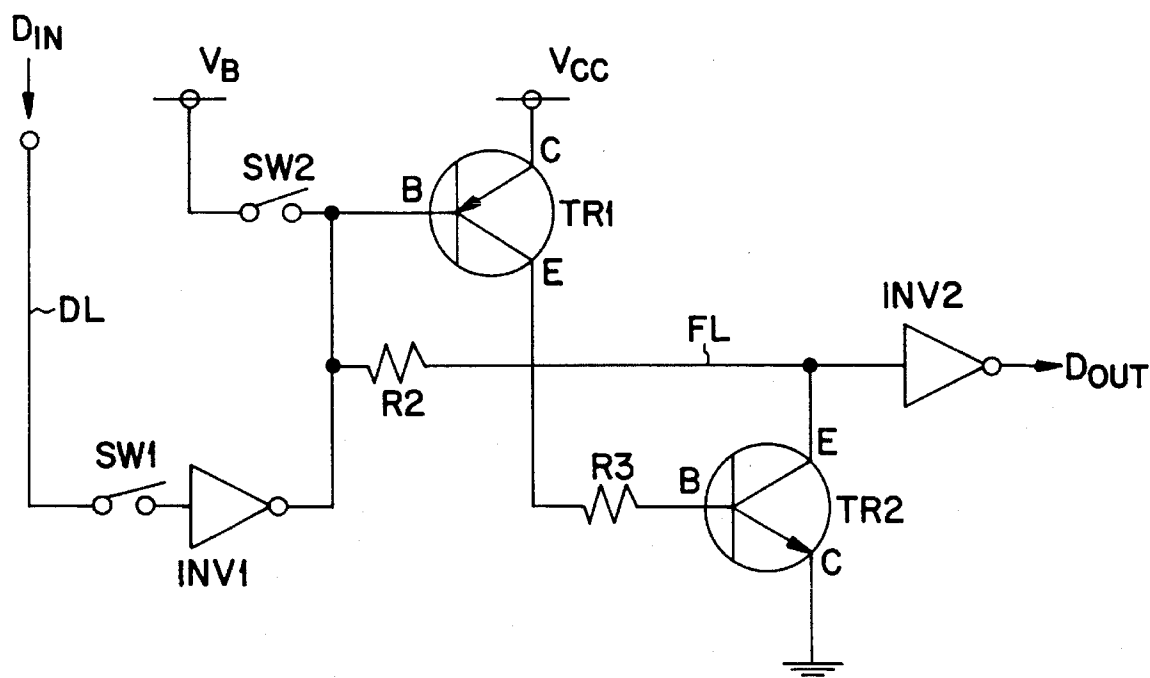 DIN
VB
VCC
SW2
B
C
TR1
E
DL
INV2
FL
DOUT
R2
SW1
INV1
R3
B
E
TR2
C